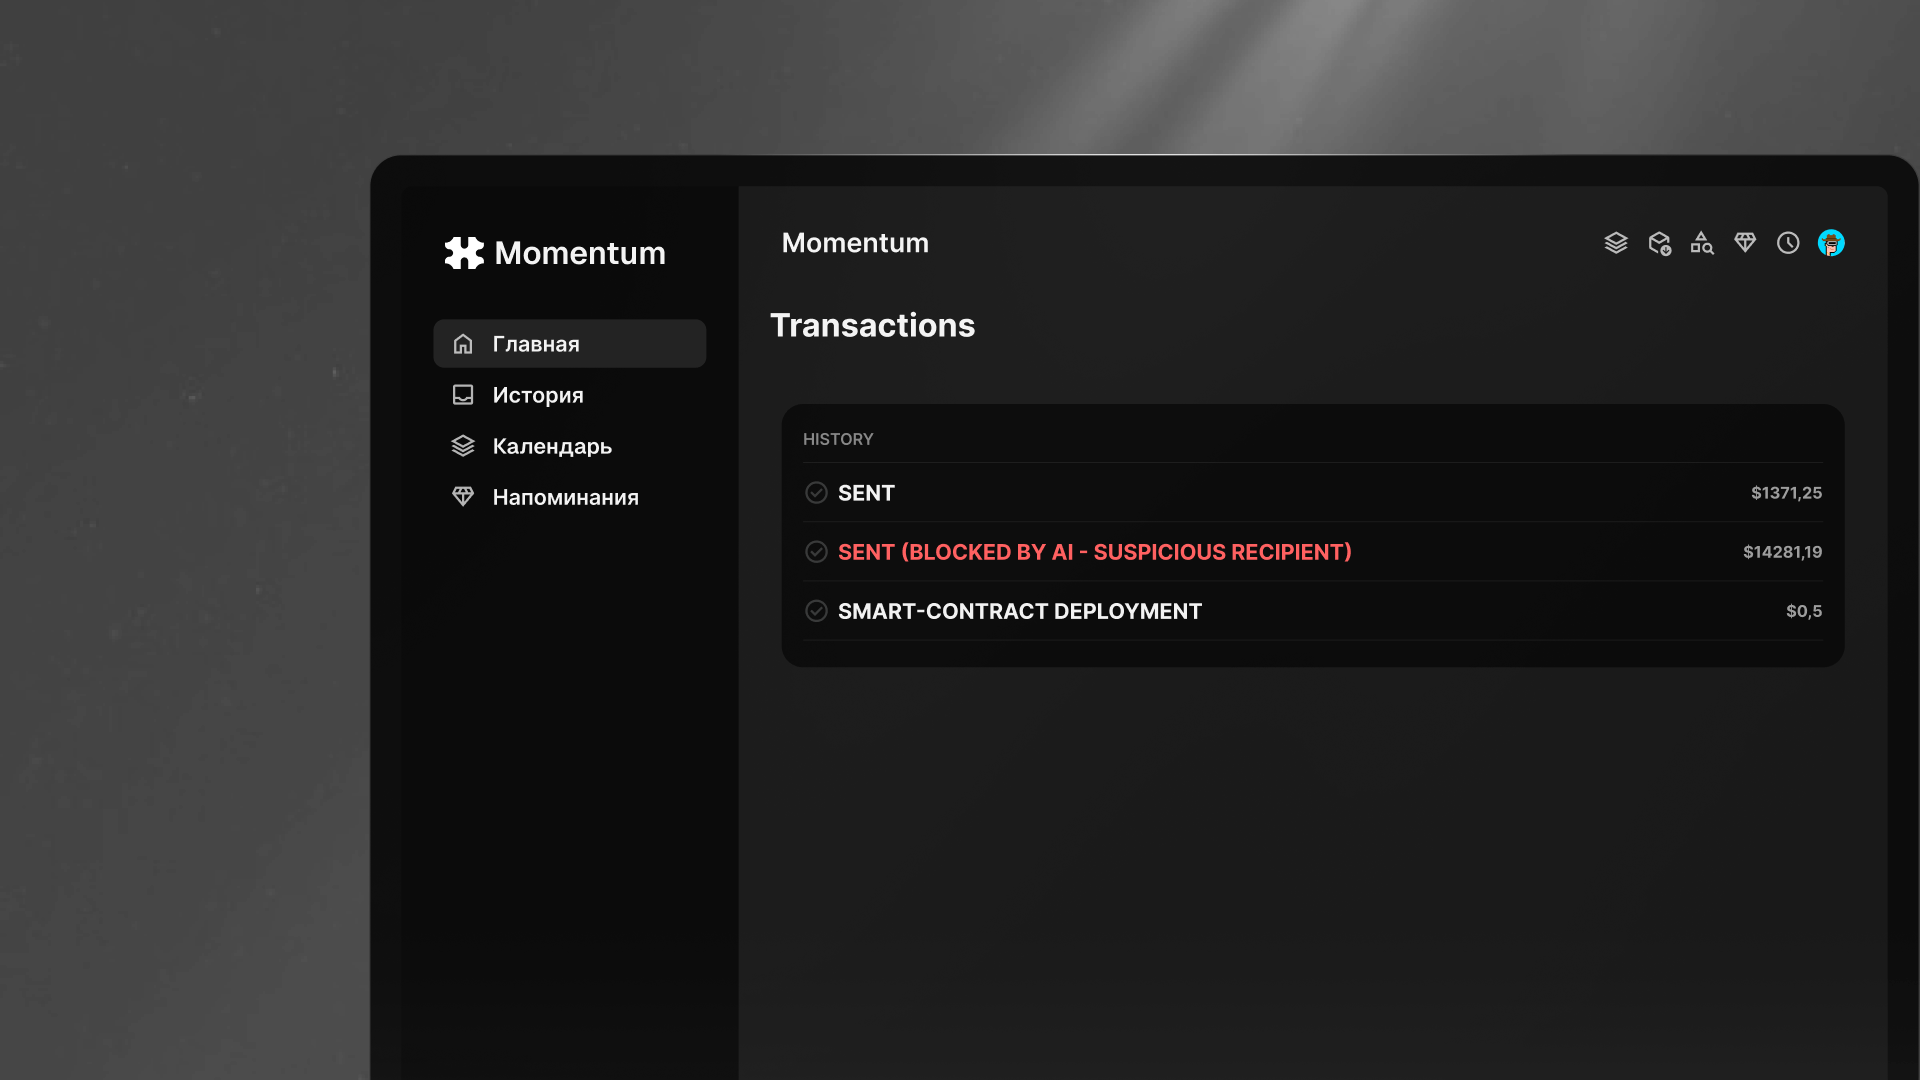 Momentum
Главная
История
Календарь
Напоминания
Momentum
Transactions
HISTORY
SENT $1371,25
SENT (BLOCKED BY AI - SUSPICIOUS RECIPIENT) $14281,19
SMART-CONTRACT DEPLOYMENT $0,5